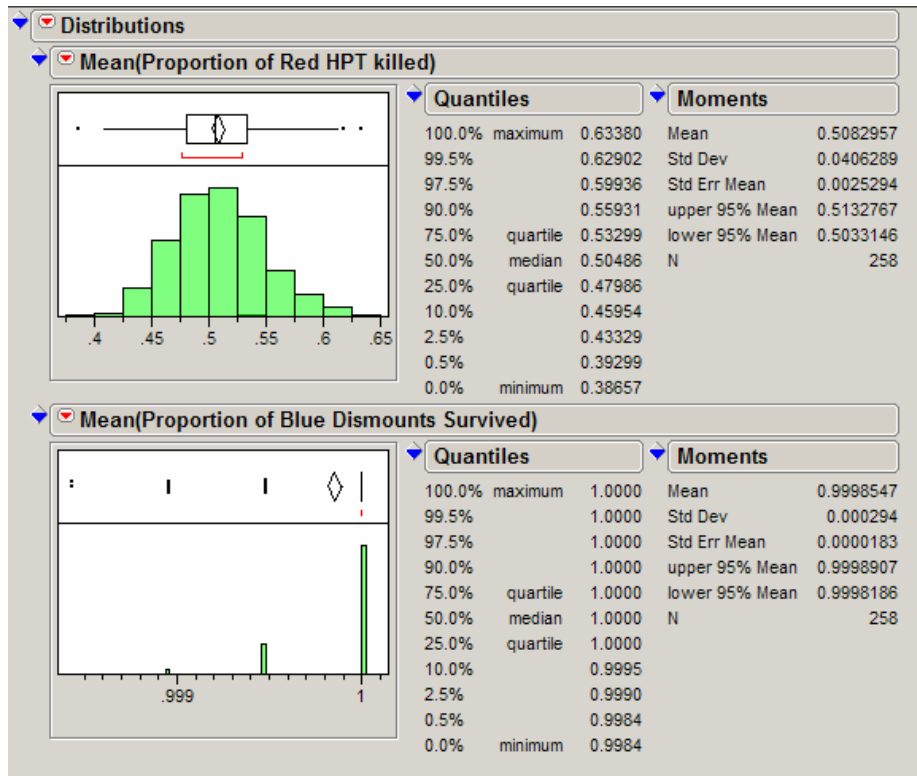 Distributions
Mean(Proportion of Red HPT killed)
.4 .45 .5 .55 .6 .65
Quantiles
100.0% maximum 0.63380
99.5% 0.62902
97.5% 0.59936
90.0% 0.55931
75.0% quartile 0.53299
50.0% median 0.50486
25.0% quartile 0.47986
10.0% 0.45954
2.5% 0.43329
0.5% 0.39299
0.0% minimum 0.38657
Moments
Mean 0.5082957
Std Dev 0.0406289
Std Err Mean 0.0025294
upper 95% Mean 0.5132767
lower 95% Mean 0.5033146
N 258
Mean(Proportion of Blue Dismounts Survived)
.999 1
Quantiles
100.0% maximum 1.0000
99.5% 1.0000
97.5% 1.0000
90.0% 1.0000
75.0% quartile 1.0000
50.0% median 1.0000
25.0% quartile 1.0000
10.0% 0.9995
2.5% 0.9990
0.5% 0.9984
0.0% minimum 0.9984
Moments
Mean 0.9998547
Std Dev 0.000294
Std Err Mean 0.0000183
upper 95% Mean 0.9998907
lower 95% Mean 0.9998186
N 258